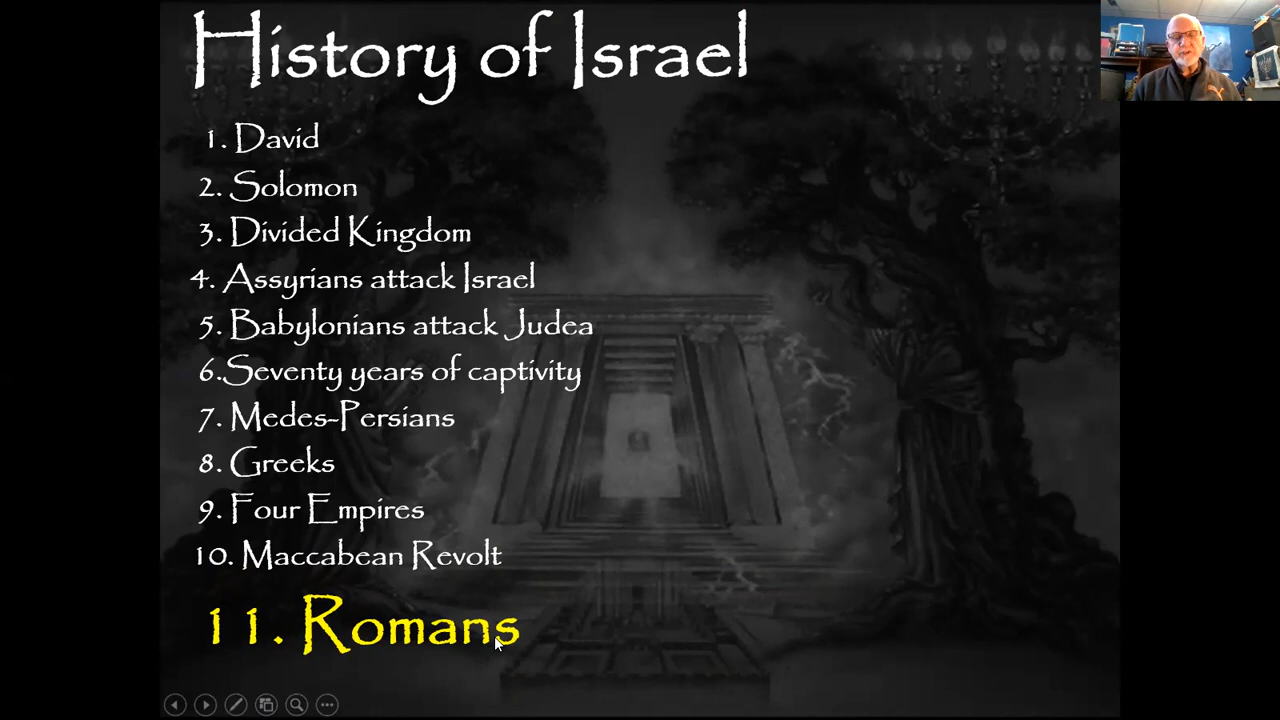 History of Israel
1. David
2. Solomon
3. Divided Kingdom
4. Assyrians attack Israel
5. Babylonians attack Judea
6.Seventy years of captivity
7. Medes-Persians
8. Greeks
9. Four Empires
10. Maccabean Revolt
11. Romans